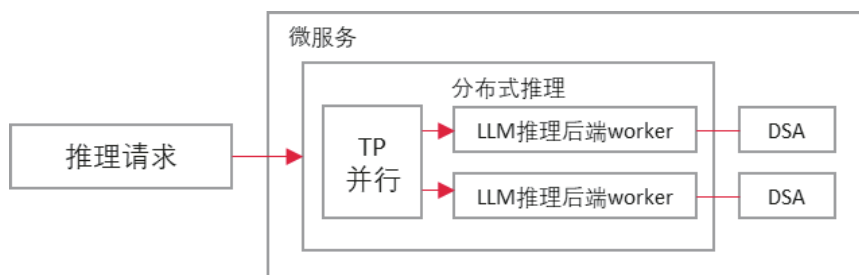 微服务
分布式推理
推理请求
TP
并行
LLM推理后端worker
DSA
LLM推理后端worker
DSA